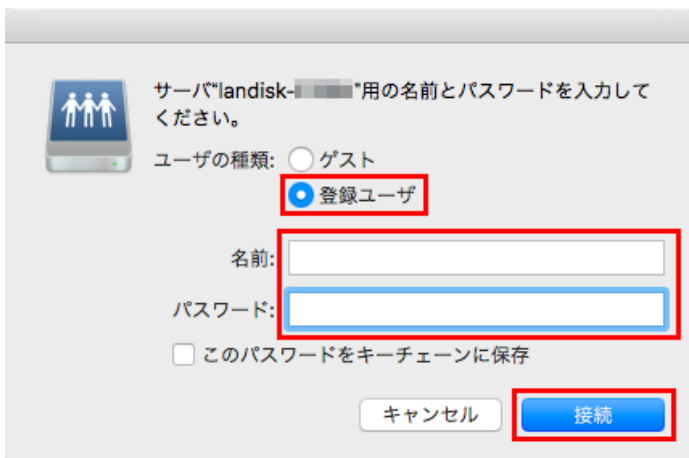 サーバ“landisk- ”用の名前とパスワードを入力して
ください。
ユーザの種類: ゲスト
登録ユーザ
名前:
パスワード:
このパスワードをキーチェーンに保存
キャンセル 接続